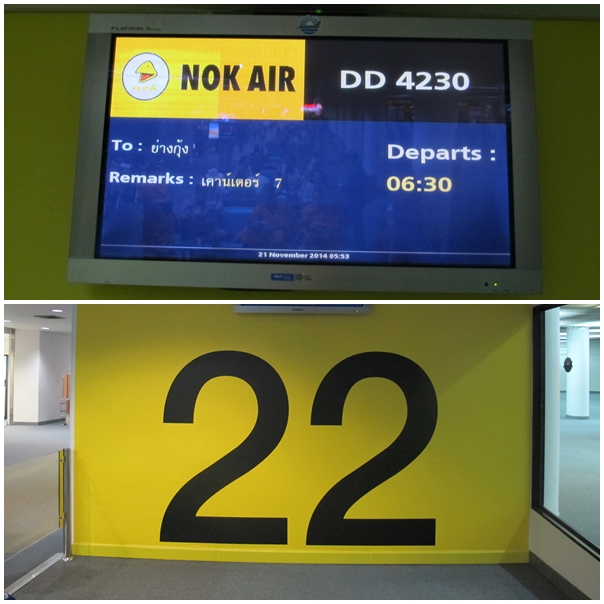 NOK AIR DD 4230
To : ย่างกุ้ง Departs :
Remarks : เคาน์เตอร์ 7 06:30
21 November 2014 05:53
22